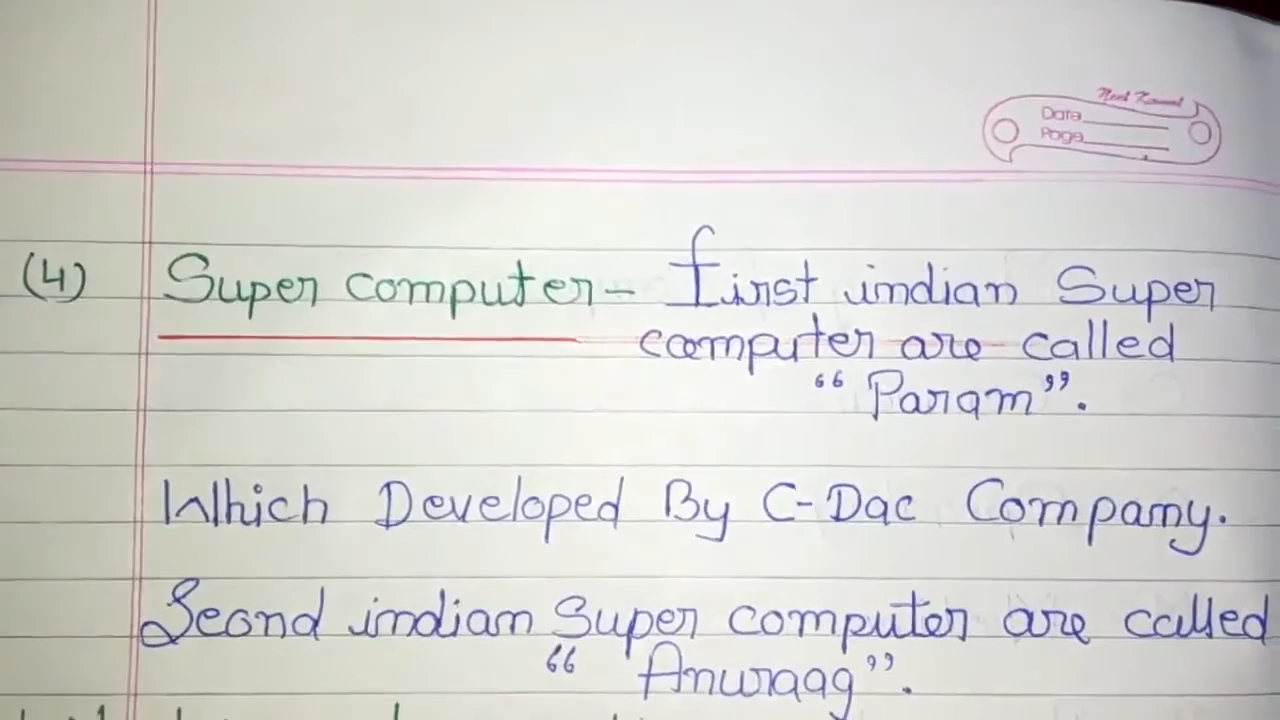 Neel Kamal
Date
Page
(4) Super computer - First indian Super
computer are called
"Param".
Which Developed By C-Dac Company.
Second indian Super computer are called
"Anuraag".